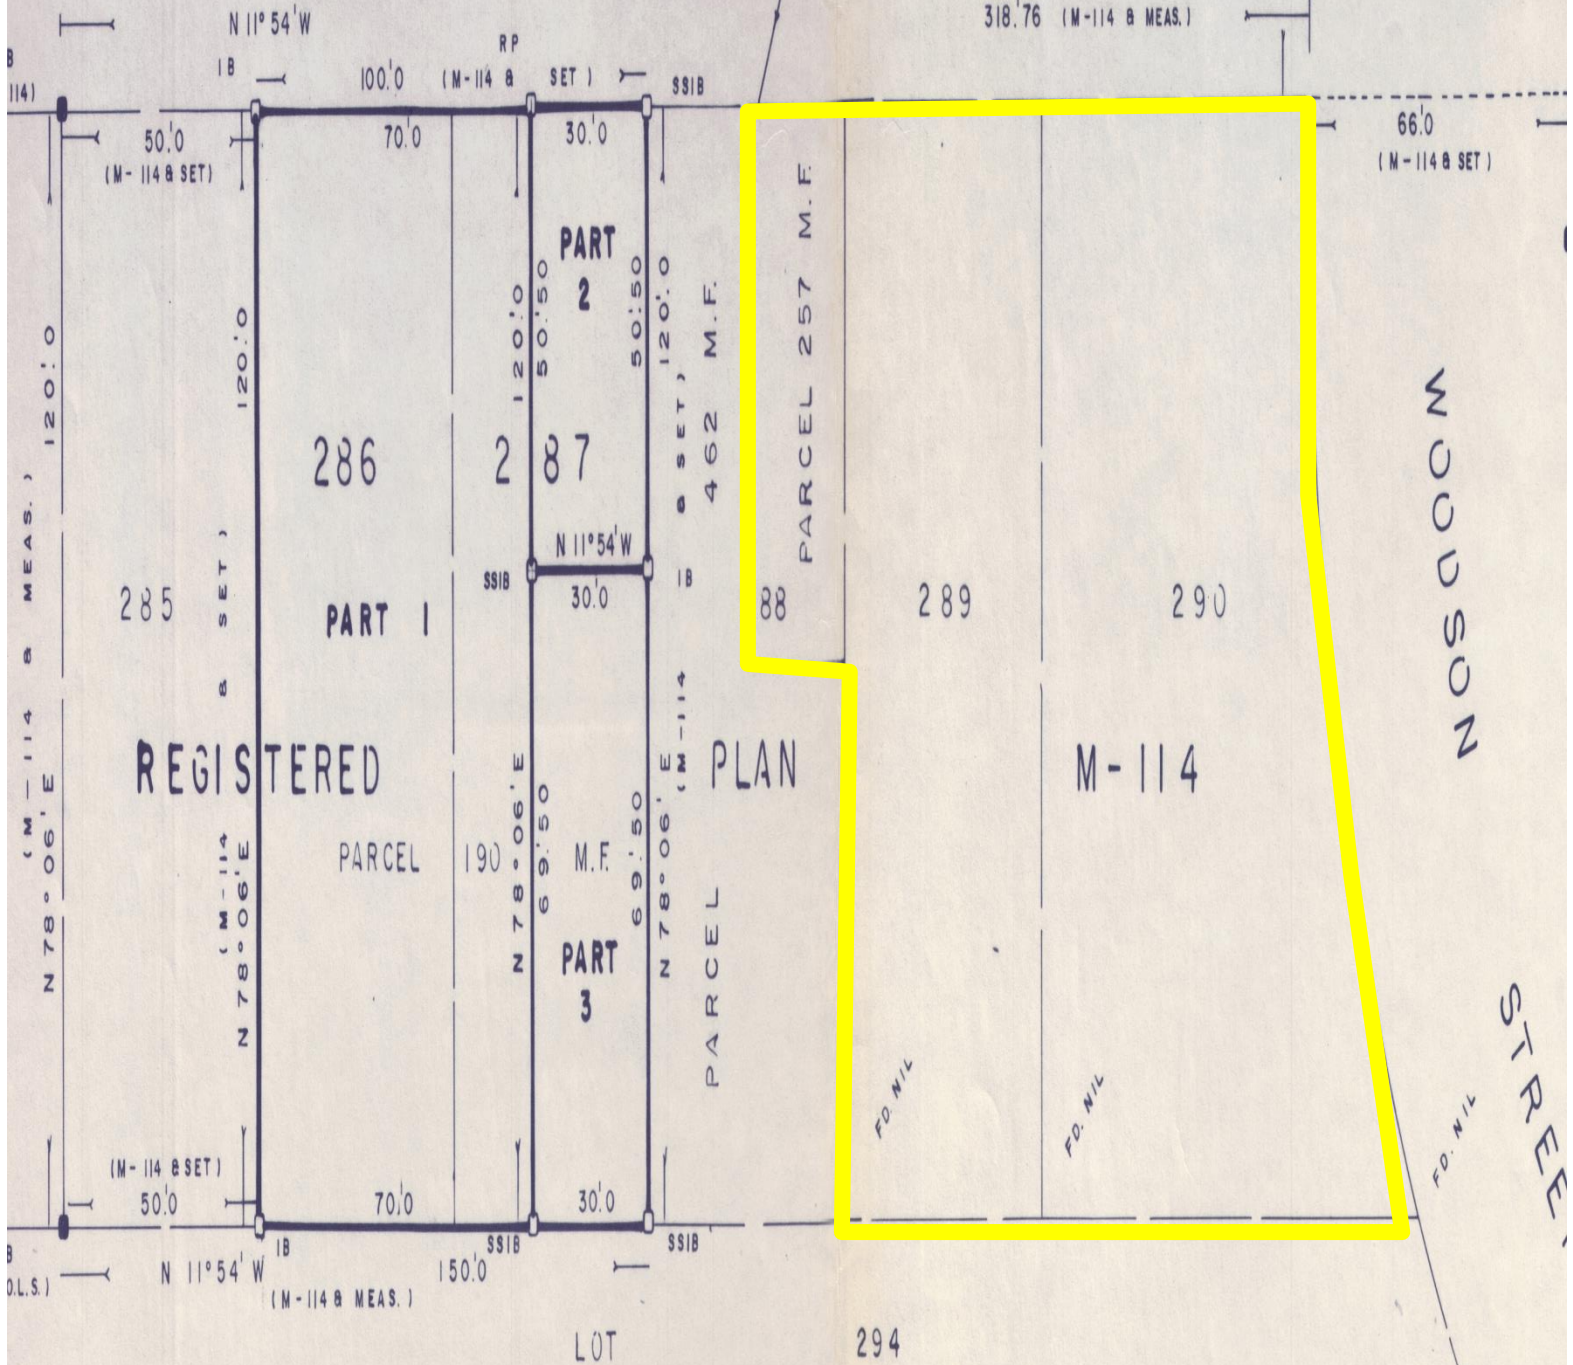 N 11° 54' W
318.'76 (M-114 & MEAS.)
B
114)
IB
100.'0
RP
(M-114 & SET)
SSIB
50.'0
(M-114 & SET)
70.'0
30.'0
66.'0
(M-114 & SET)
120.'0
120.'0
120.'0
50.'50
PART
2
50.'50
120.'0
462 M.F.
PARCEL 257 M.F.
WOODSON
286
287
N 11° 54' W
SSIB
IB
30.'0
285
PART 1
88
289
290
(M-114 & MEAS.)
N 78° 06' E
(M-114 & SET)
N 78° 06' E
N 78° 06' E
69.'50
69.'50
N 78° 06' E
(M-114 & SET)
REGISTERED
PLAN
M-114
PARCEL 190 M.F.
PART
3
PARCEL
FD. NIL
FD. NIL
FD. NIL
STREE
(M-114 & SET)
50.'0
70.'0
30.'0
B
O.L.S.)
IB
SSIB
SSIB
N 11° 54' W
150.'0
(M-114 & MEAS.)
LOT
294